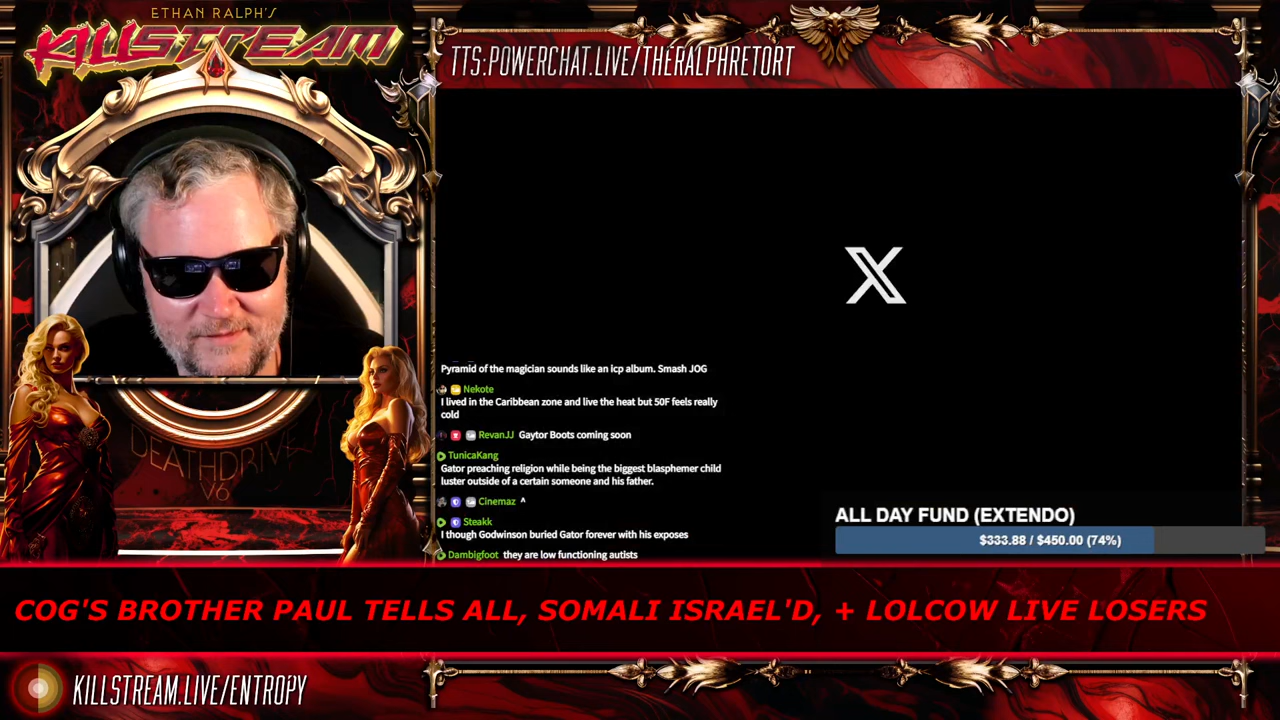 ETHAN RALPH'S
KILLSTREAM
TTS:POWERCHAT.LIVE/THERALPHRETORT
Pyramid of the magician sounds like an icp album. Smash JOG
Nekote
I lived in the Caribbean zone and live the heat but 50F feels really
cold
RevanJJ Gaytor Boots coming soon
TunicaKang
Gator preaching religion while being the biggest blasphemer child
luster outside of a certain someone and his father.
Cinemaz ^
Steakk
I though Godwinson buried Gator forever with his exposes
Dambigfoot they are low functioning autists
DEATHDRIVE
V6
ALL DAY FUND (EXTENDO)
$333.88 / $450.00 (74%)
COG'S BROTHER PAUL TELLS ALL, SOMALI ISRAEL'D, + LOLCOW LIVE LOSERS
KILLSTREAM.LIVE/ENTROPY